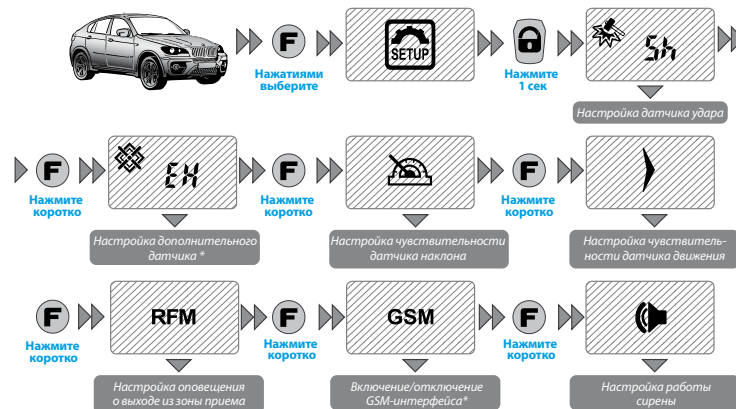 F
SETUP
Sh
Нажатиями
выберите
Нажмите
1 сек
Настройка датчика удара
F
EH
F
F
Нажмите
коротко
Нажмите
коротко
Нажмите
коротко
Настройка дополнительного
датчика *
Настройка чувствительности
датчика наклона
Настройка чувствитель-
ности датчика движения
F
RFM
F
GSM
F
Нажмите
коротко
Нажмите
коротко
Нажмите
коротко
Настройка оповещения
о выходе из зоны приема
Включение/отключение
GSM-интерфейса*
Настройка работы
сирены